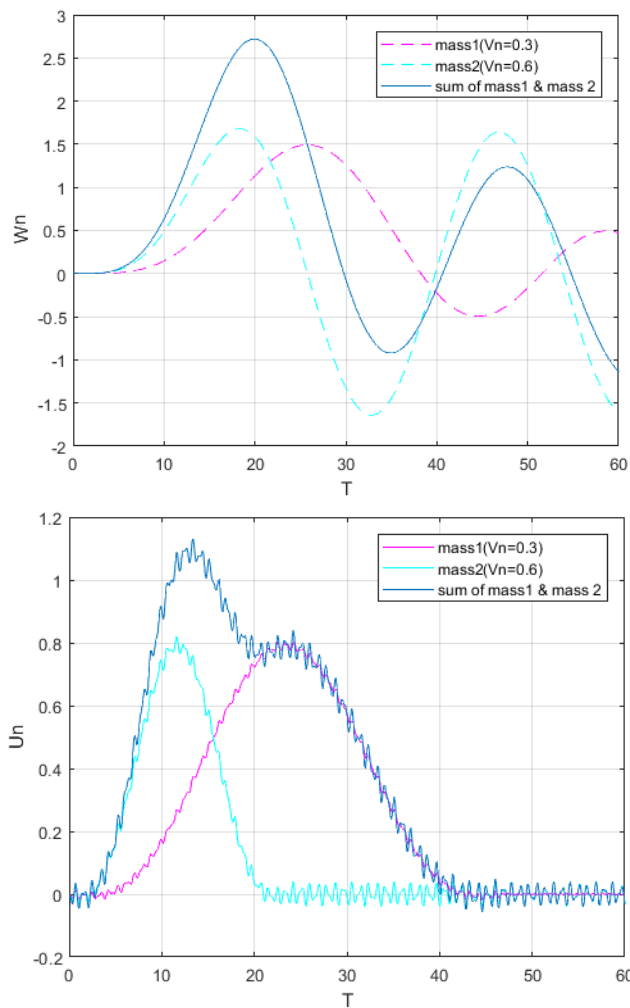 3
2.5
2
1.5
1
0.5
0
-0.5
-1
-1.5
-2
Wn
0 10 20 30 40 50 60
T
mass1(Vn=0.3)
mass2(Vn=0.6)
sum of mass1 & mass 2
1.2
1
0.8
0.6
0.4
0.2
0
-0.2
Un
0 10 20 30 40 50 60
T
mass1(Vn=0.3)
mass2(Vn=0.6)
sum of mass1 & mass 2